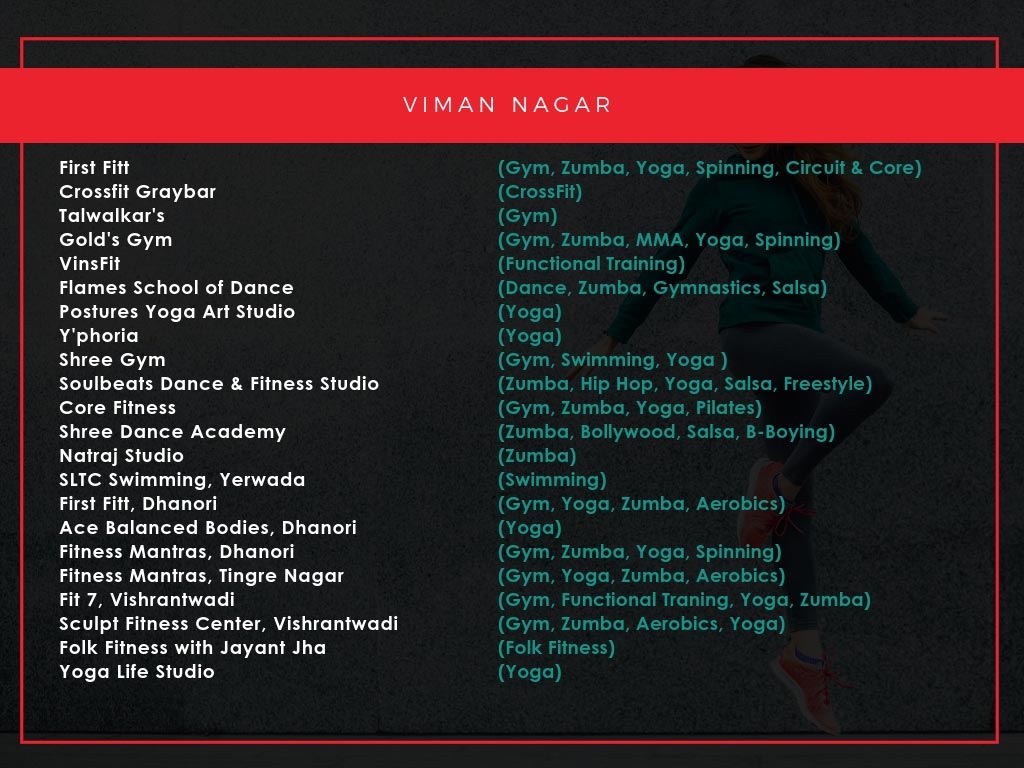 VIMAN NAGAR
First Fitt (Gym, Zumba, Yoga, Spinning, Circuit & Core)
Crossfit Graybar (CrossFit)
Talwalkar's (Gym)
Gold's Gym (Gym, Zumba, MMA, Yoga, Spinning)
VinsFit (Functional Training)
Flames School of Dance (Dance, Zumba, Gymnastics, Salsa)
Postures Yoga Art Studio (Yoga)
Y'phoria (Yoga)
Shree Gym (Gym, Swimming, Yoga )
Soulbeats Dance & Fitness Studio (Zumba, Hip Hop, Yoga, Salsa, Freestyle)
Core Fitness (Gym, Zumba, Yoga, Pilates)
Shree Dance Academy (Zumba, Bollywood, Salsa, B-Boying)
Natraj Studio (Zumba)
SLTC Swimming, Yerwada (Swimming)
First Fitt, Dhanori (Gym, Yoga, Zumba, Aerobics)
Ace Balanced Bodies, Dhanori (Yoga)
Fitness Mantras, Dhanori (Gym, Zumba, Yoga, Spinning)
Fitness Mantras, Tingre Nagar (Gym, Yoga, Zumba, Aerobics)
Fit 7, Vishrantwadi (Gym, Functional Traning, Yoga, Zumba)
Sculpt Fitness Center, Vishrantwadi (Gym, Zumba, Aerobics, Yoga)
Folk Fitness with Jayant Jha (Folk Fitness)
Yoga Life Studio (Yoga)